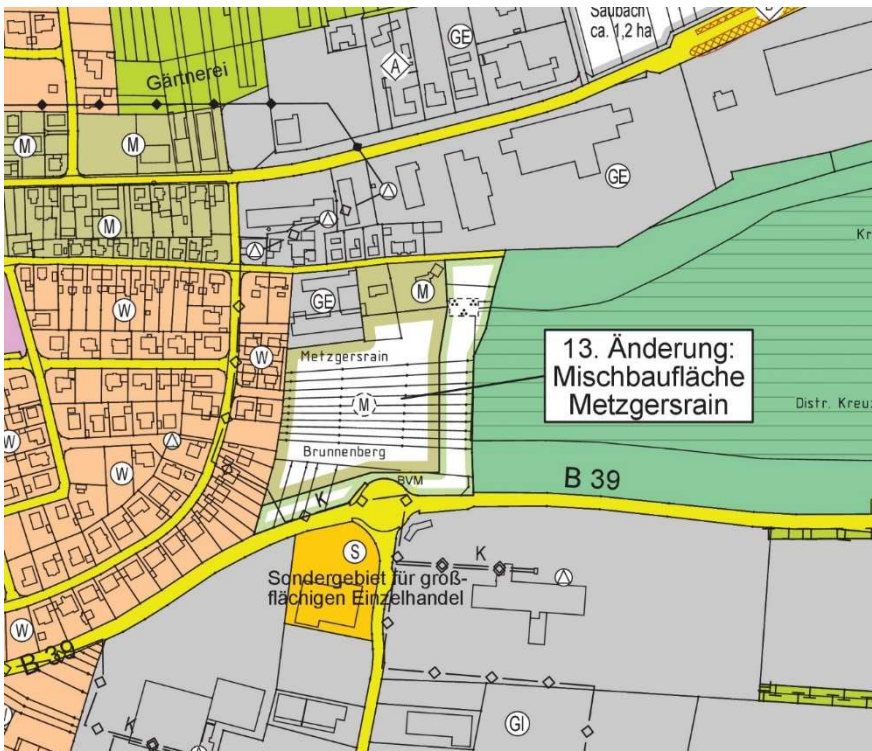 Saubach
ca. 1,2 ha
B
GE
Gärtnerei
A
M
M
GE
M
Kr
GE
M
W
W
Metzgersrain
13. Änderung:
Mischbaufläche
Metzgersrain
M
Distr. Kreuz
W
W
Brunnenberg
BVM
K
B 39
S
K
Sondergebiet für groß-
flächigen Einzelhandel
W
B 39
K
GI